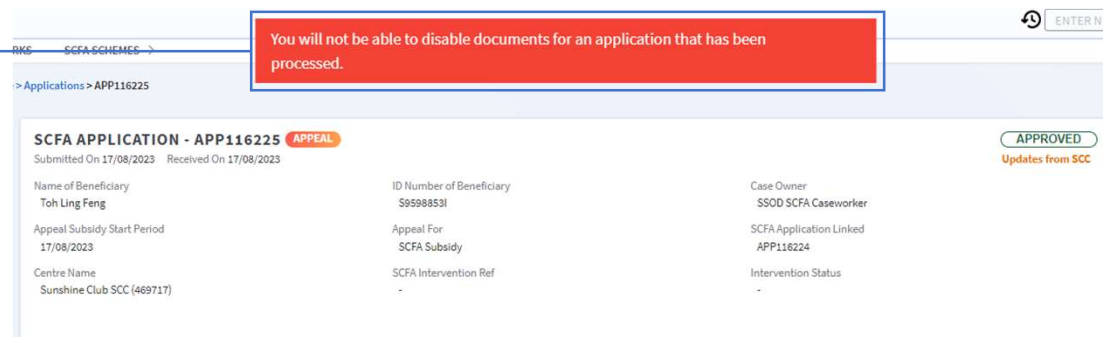 ENTER N
You will not be able to disable documents for an application that has been
processed.
RKS SCFA SCHEMES >
> Applications > APP116225
SCFA APPLICATION - APP116225 APPEAL
APPROVED
Submitted On 17/08/2023 Received On 17/08/2023
Updates from SCC
Name of Beneficiary ID Number of Beneficiary Case Owner
Toh Ling Feng S9598853I SSOD SCFA Caseworker
Appeal Subsidy Start Period Appeal For SCFA Application Linked
17/08/2023 SCFA Subsidy APP116224
Centre Name SCFA Intervention Ref Intervention Status
Sunshine Club SCC (469717) - -